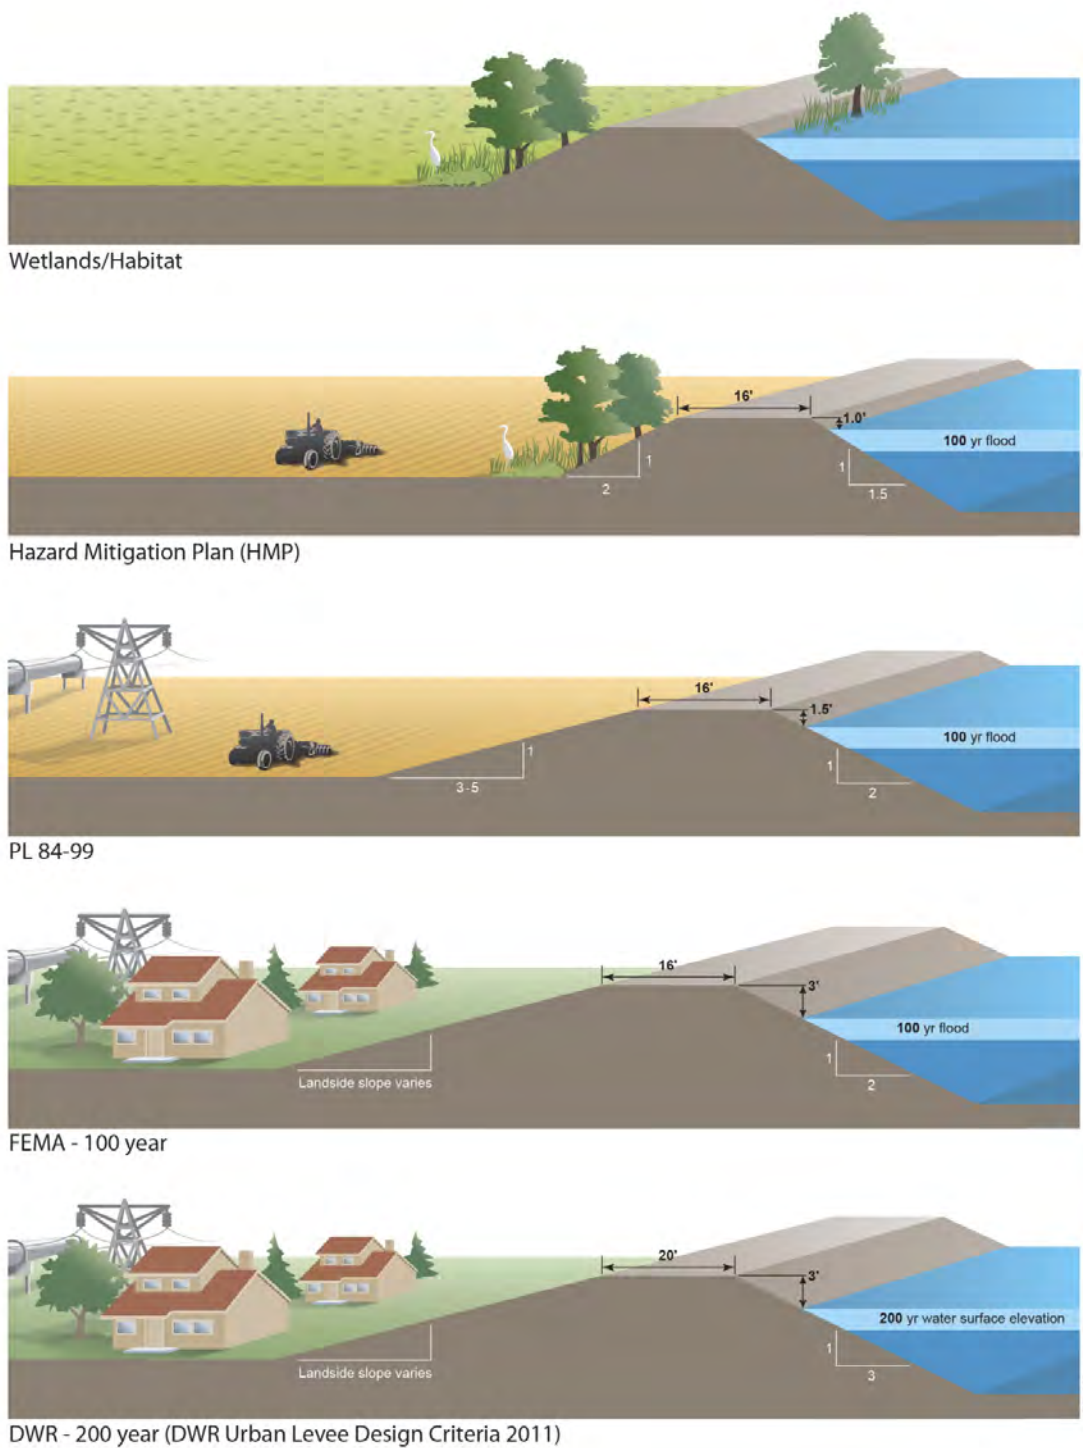 Wetlands/Habitat
16'
1.0'
100 yr flood
1
2
1
1.5
Hazard Mitigation Plan (HMP)
16'
1.5'
100 yr flood
1
3-5
1
2
PL 84-99
16'
3'
100 yr flood
1
2
Landside slope varies
FEMA - 100 year
20'
3'
200 yr water surface elevation
1
3
Landside slope varies
DWR - 200 year (DWR Urban Levee Design Criteria 2011)